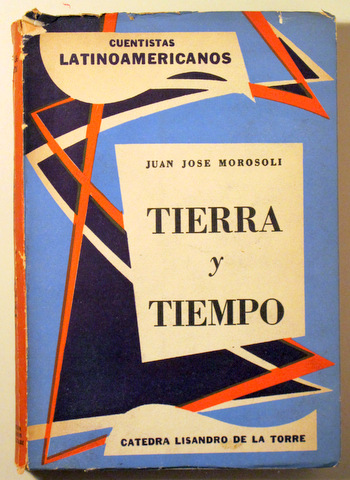 CUENTISTAS
LATINOAMERICANOS
JUAN JOSE MOROSOLI
TIERRA
y
TIEMPO
CATEDRA LISANDRO DE LA TORRE